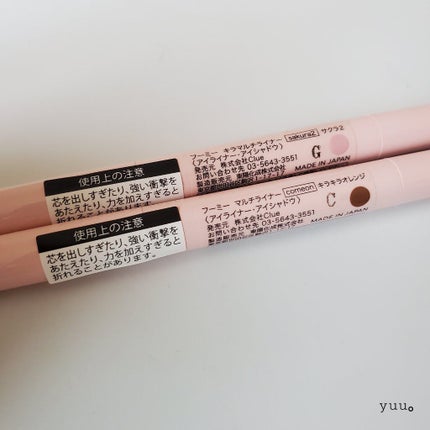 使用上の注意
芯を出しすぎたり、強い衝撃を
あたえたり、力を加えすぎると
折れることがあります。
フーミー キラマルチライナー sakura2 サクラ2
(アイライナー・アイシャドウ)
発売元 株式会社Clue
お問い合わせ先 03-5643-3551
MADE IN JAPAN
G
使用上の注意
芯を出しすぎたり、強い衝撃を
あたえたり、力を加えすぎると
折れることがあります。
フーミー マルチライナー comeon キラキラオレンジ
(アイライナー・アイシャドウ)
発売元 株式会社Clue
お問い合わせ先 03-5643-3551
MADE IN JAPAN
C
yuu。